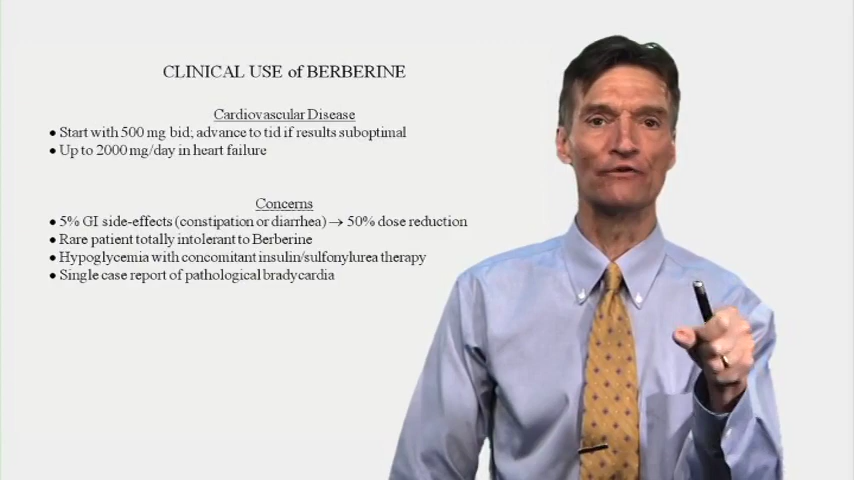 CLINICAL USE of BERBERINE
Cardiovascular Disease
● Start with 500 mg bid; advance to tid if results suboptimal
● Up to 2000 mg/day in heart failure
Concerns
● 5% GI side-effects (constipation or diarrhea) → 50% dose reduction
● Rare patient totally intolerant to Berberine
● Hypoglycemia with concomitant insulin/sulfonylurea therapy
● Single case report of pathological bradycardia